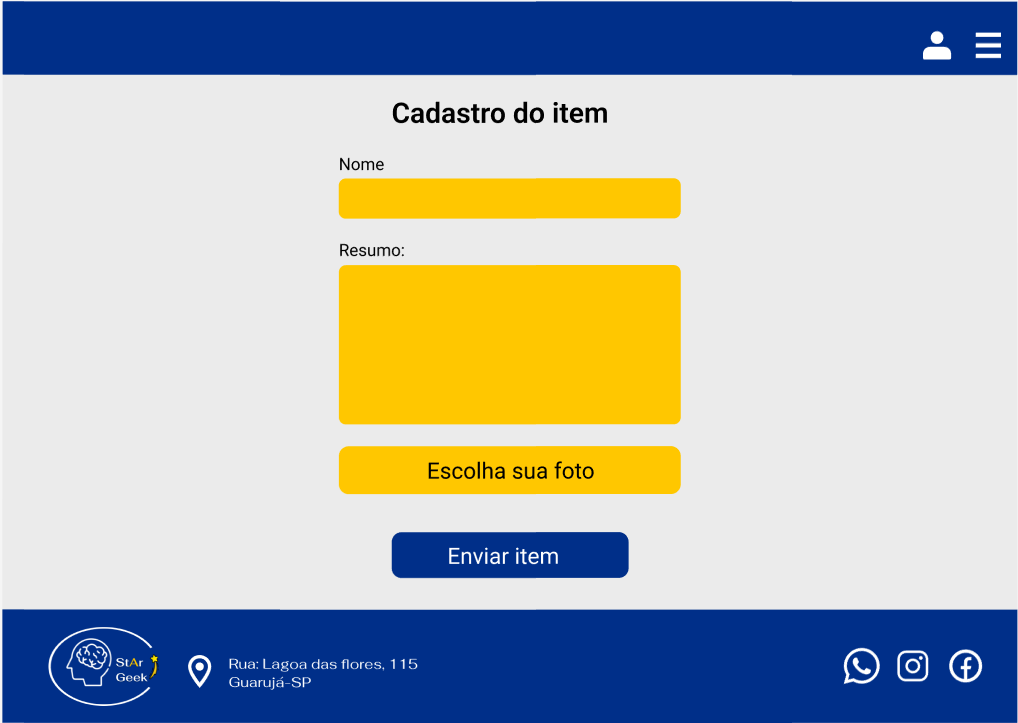 Cadastro do item
Nome
Resumo:
Escolha sua foto
Enviar item
StAr
Geek
Rua: Lagoa das flores, 115
Guarujá-SP